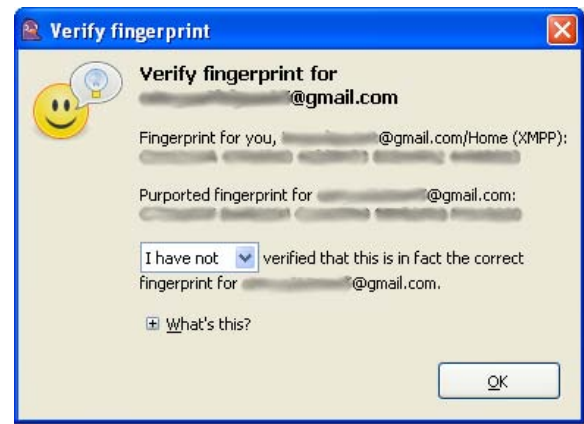 Verify fingerprint
Verify fingerprint for
@gmail.com
Fingerprint for you, @gmail.com/Home (XMPP):
Purported fingerprint for @gmail.com:
I have not verified that this is in fact the correct
fingerprint for @gmail.com.
What's this?
OK